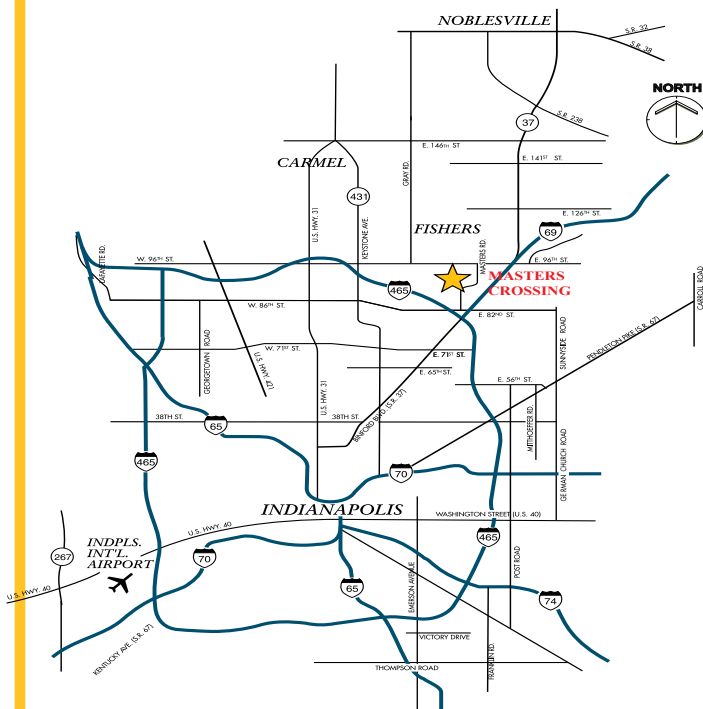 NOBLESVILLE
S.R. 32
S.R. 38
NORTH
37
S.R. 238
E. 146TH ST
E. 141ST ST.
CARMEL
GRAY RD.
431
U.S. HWY. 31
KEYSTONE AVE.
E. 126TH ST.
FISHERS
69
LAFAYETTE RD.
W. 96TH ST.
MASTERS RD.
E. 96TH ST.
MASTERS
CROSSING
465
CARROLL ROAD
W. 86TH ST.
E. 82ND ST.
SUNNYSIDE ROAD
PENDLETON PIKE (S.R. 67)
GEORGETOWN ROAD
U.S. HWY. 421
W. 71ST ST.
E. 71ST ST.
E. 65TH ST.
E. 56TH ST.
U.S. HWY. 31
BINFORD BLVD. (S.R. 37)
MITTHOEFFER RD
38TH ST.
38TH ST.
65
GERMAN CHURCH ROAD
465
70
INDIANAPOLIS
WASHINGTON STREET (U.S. 40)
U.S. HWY. 40
465
INDPLS.
INT'L.
AIRPORT
267
70
POST ROAD
U.S. HWY. 40
65
EMERSON AVENUE
74
KENTUCKY AVE. (S.R. 67)
VICTORY DRIVE
FRANKLIN RD.
THOMPSON ROAD